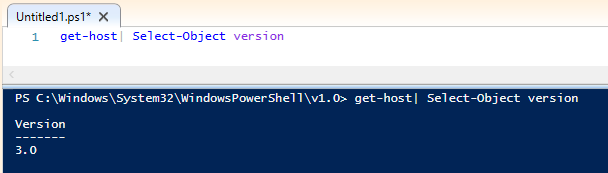 Untitled1.ps1* X
1 get-host| Select-Object version
PS C:\Windows\System32\WindowsPowerShell\v1.0> get-host| Select-Object version
Version
-------
3.0